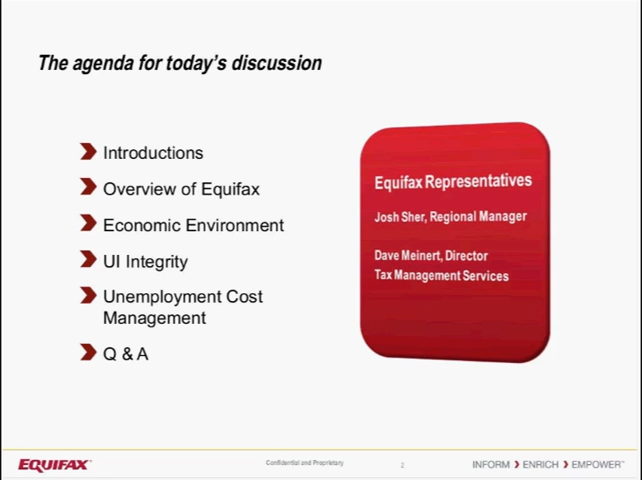 The agenda for today's discussion
Introductions
Overview of Equifax
Economic Environment
UI Integrity
Unemployment Cost
Management
Q & A
Equifax Representatives
Josh Sher, Regional Manager
Dave Meinert, Director
Tax Management Services
EQUIFAX
Confidential and Proprietary
2
INFORM ❯ ENRICH ❯ EMPOWER™